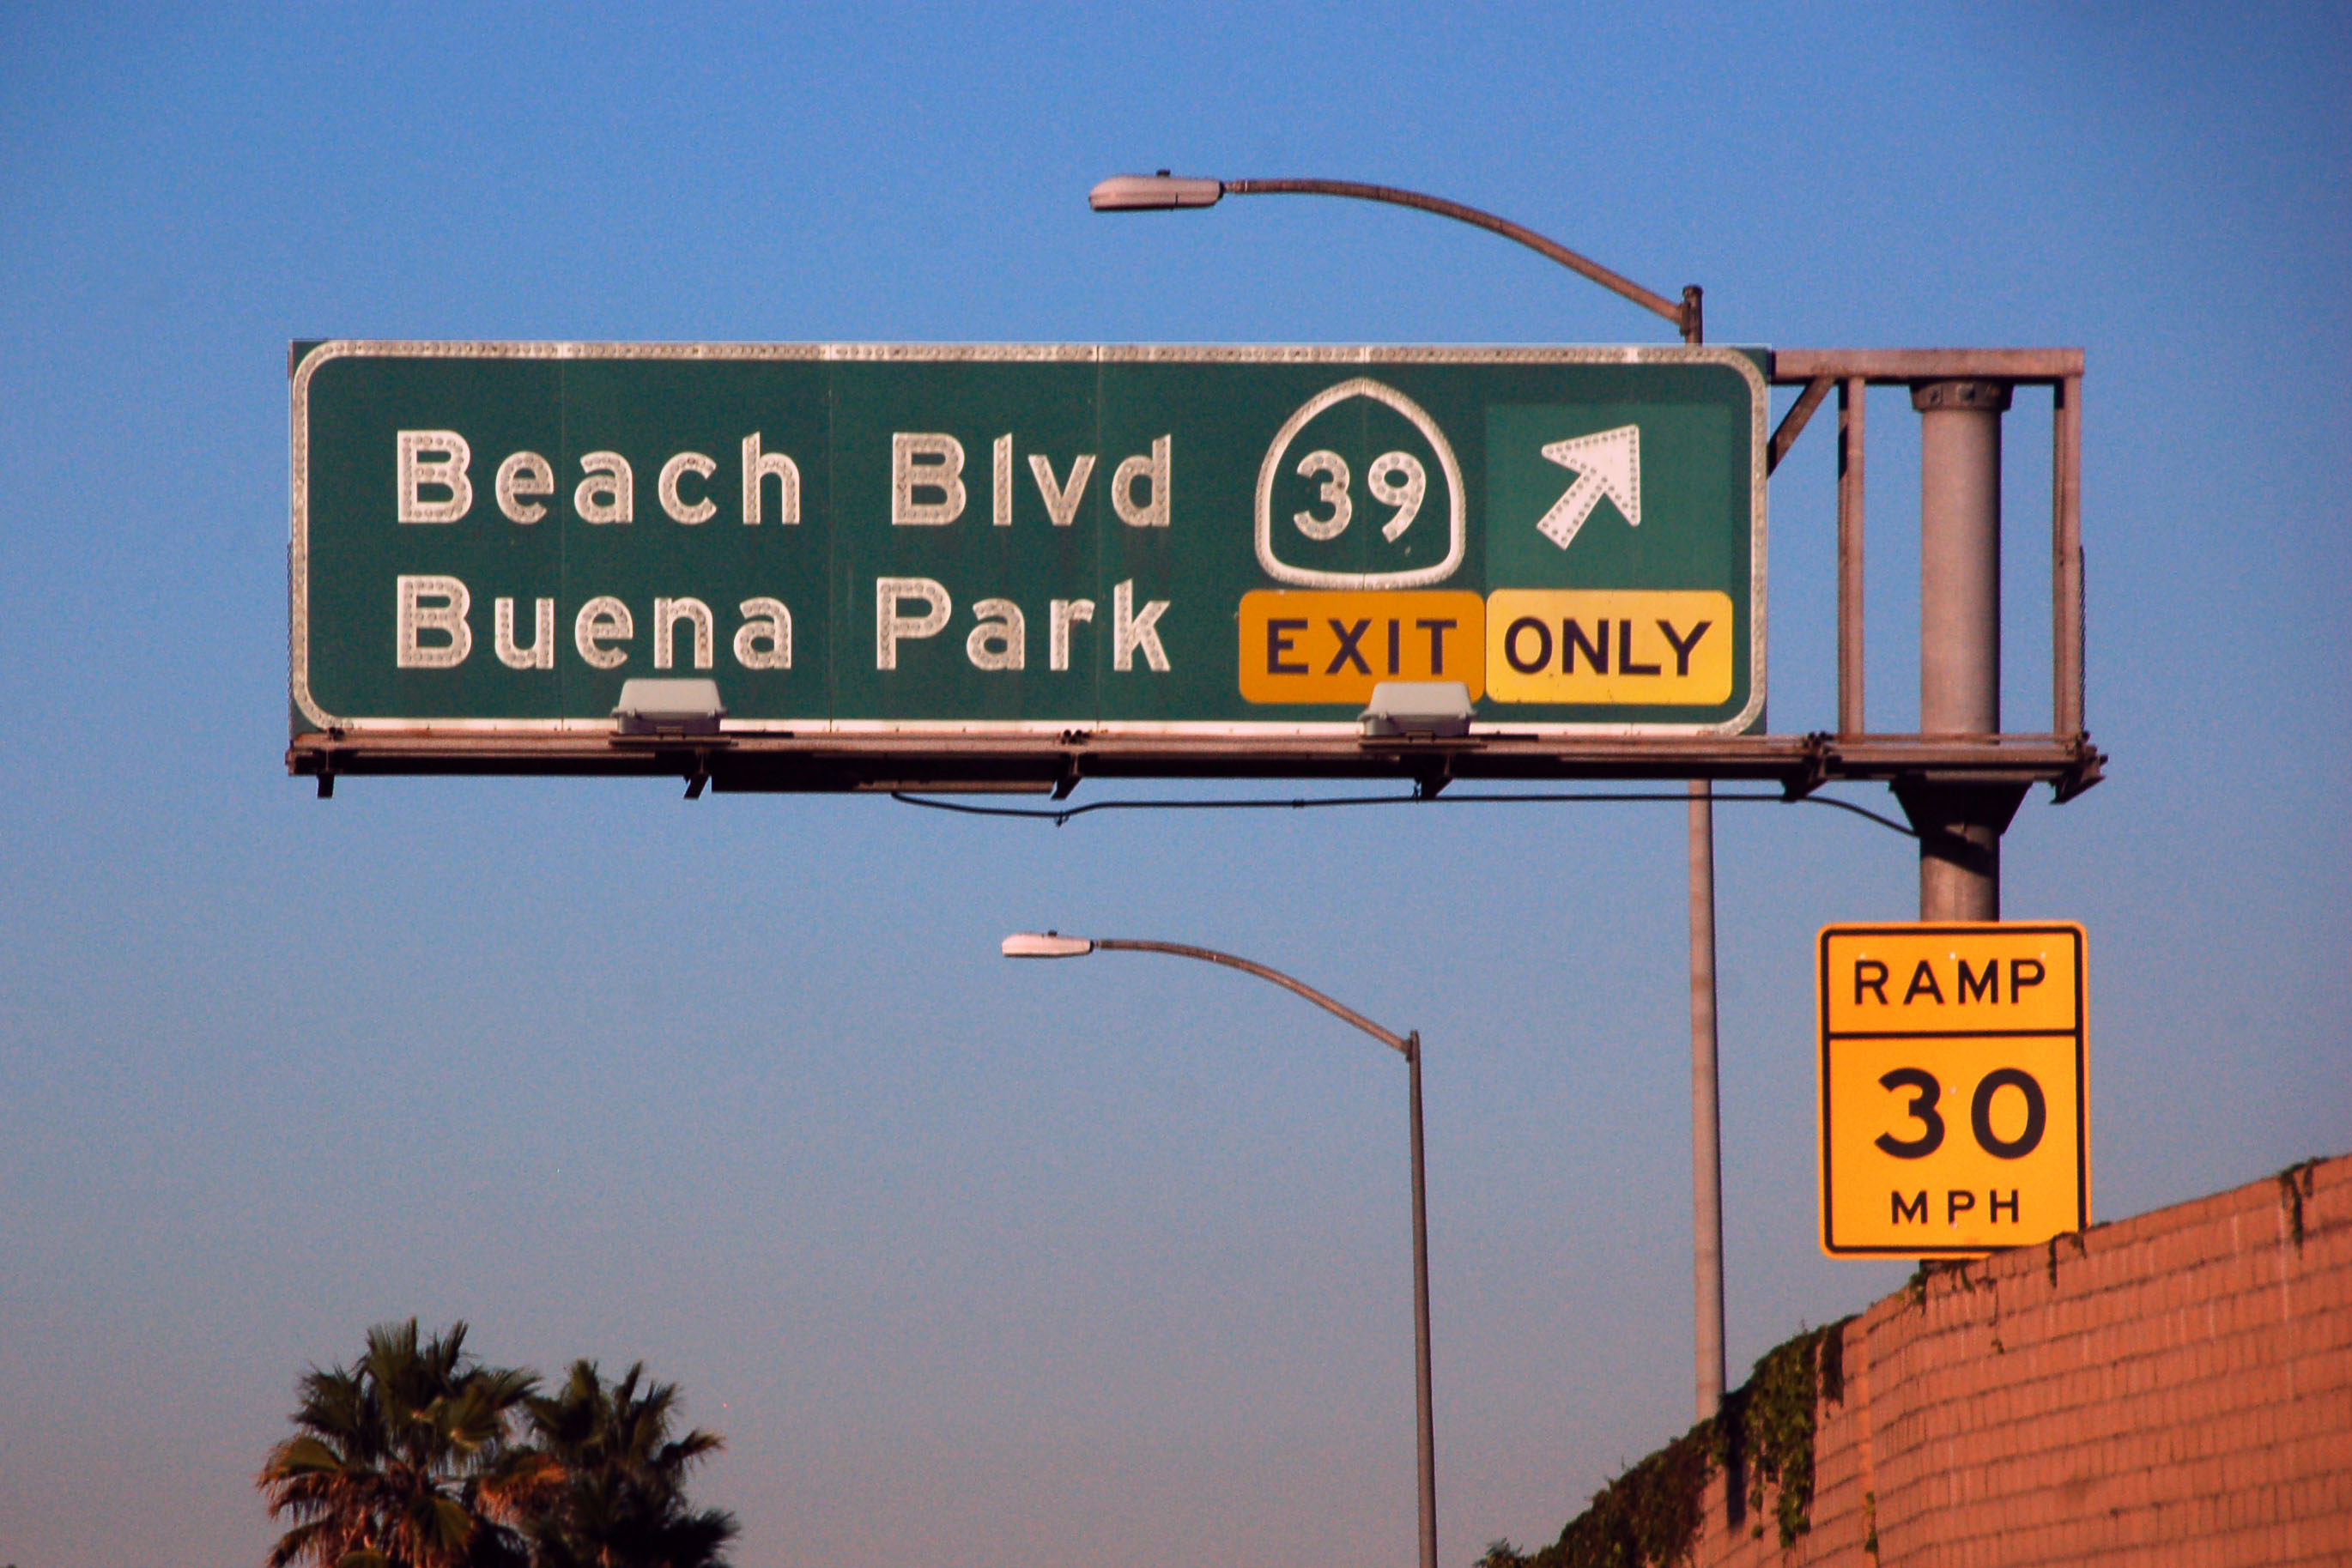 Beach Blvd 39
Buena Park EXIT ONLY
RAMP
30
MPH